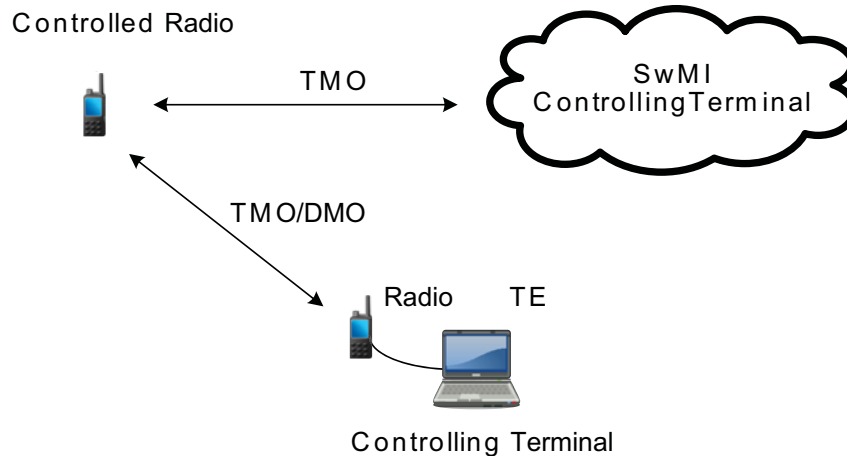 Controlled Radio
TMO
SwMI
ControllingTerminal
TMO/DMO
Radio TE
Controlling Terminal